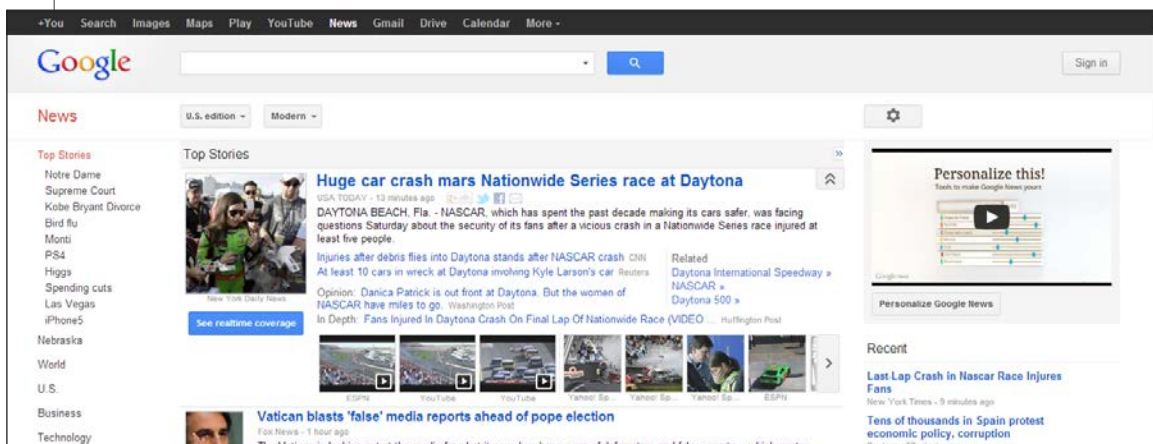 +You Search Images Maps Play YouTube News Gmail Drive Calendar More
Google
Sign in
News
U.S. edition
Modern
Top Stories
Notre Dame
Supreme Court
Kobe Bryant Divorce
Bird flu
Monti
PS4
Higgs
Spending cuts
Las Vegas
iPhone5
Nebraska
World
U.S.
Business
Technology
Top Stories »
New York Daily News
See realtime coverage
Huge car crash mars Nationwide Series race at Daytona
USA TODAY - 13 minutes ago
DAYTONA BEACH, Fla. - NASCAR, which has spent the past decade making its cars safer, was facing
questions Saturday about the security of its fans after a vicious crash in a Nationwide Series race injured at
least five people.
Injuries after debris flies into Daytona stands after NASCAR crash CNN
At least 10 cars in wreck at Daytona involving Kyle Larson's car Reuters
Opinion: Danica Patrick is out front at Daytona. But the women of
NASCAR have miles to go. Washington Post
In Depth: Fans Injured In Daytona Crash On Final Lap Of Nationwide Race (VIDEO ... Huffington Post
Related
Daytona International Speedway »
NASCAR »
Daytona 500 »
ESPN YouTube YouTube Yahoo! Sp... Yahoo! Sp... Yahoo! Sp... ESPN
Vatican blasts 'false' media reports ahead of pope election
Fox News - 1 hour ago
Personalize this!
Tools to make Google News yours
Google news
Personalize Google News
Recent
Last-Lap Crash in Nascar Race Injures
Fans
New York Times - 9 minutes ago
Tens of thousands in Spain protest
economic policy, corruption